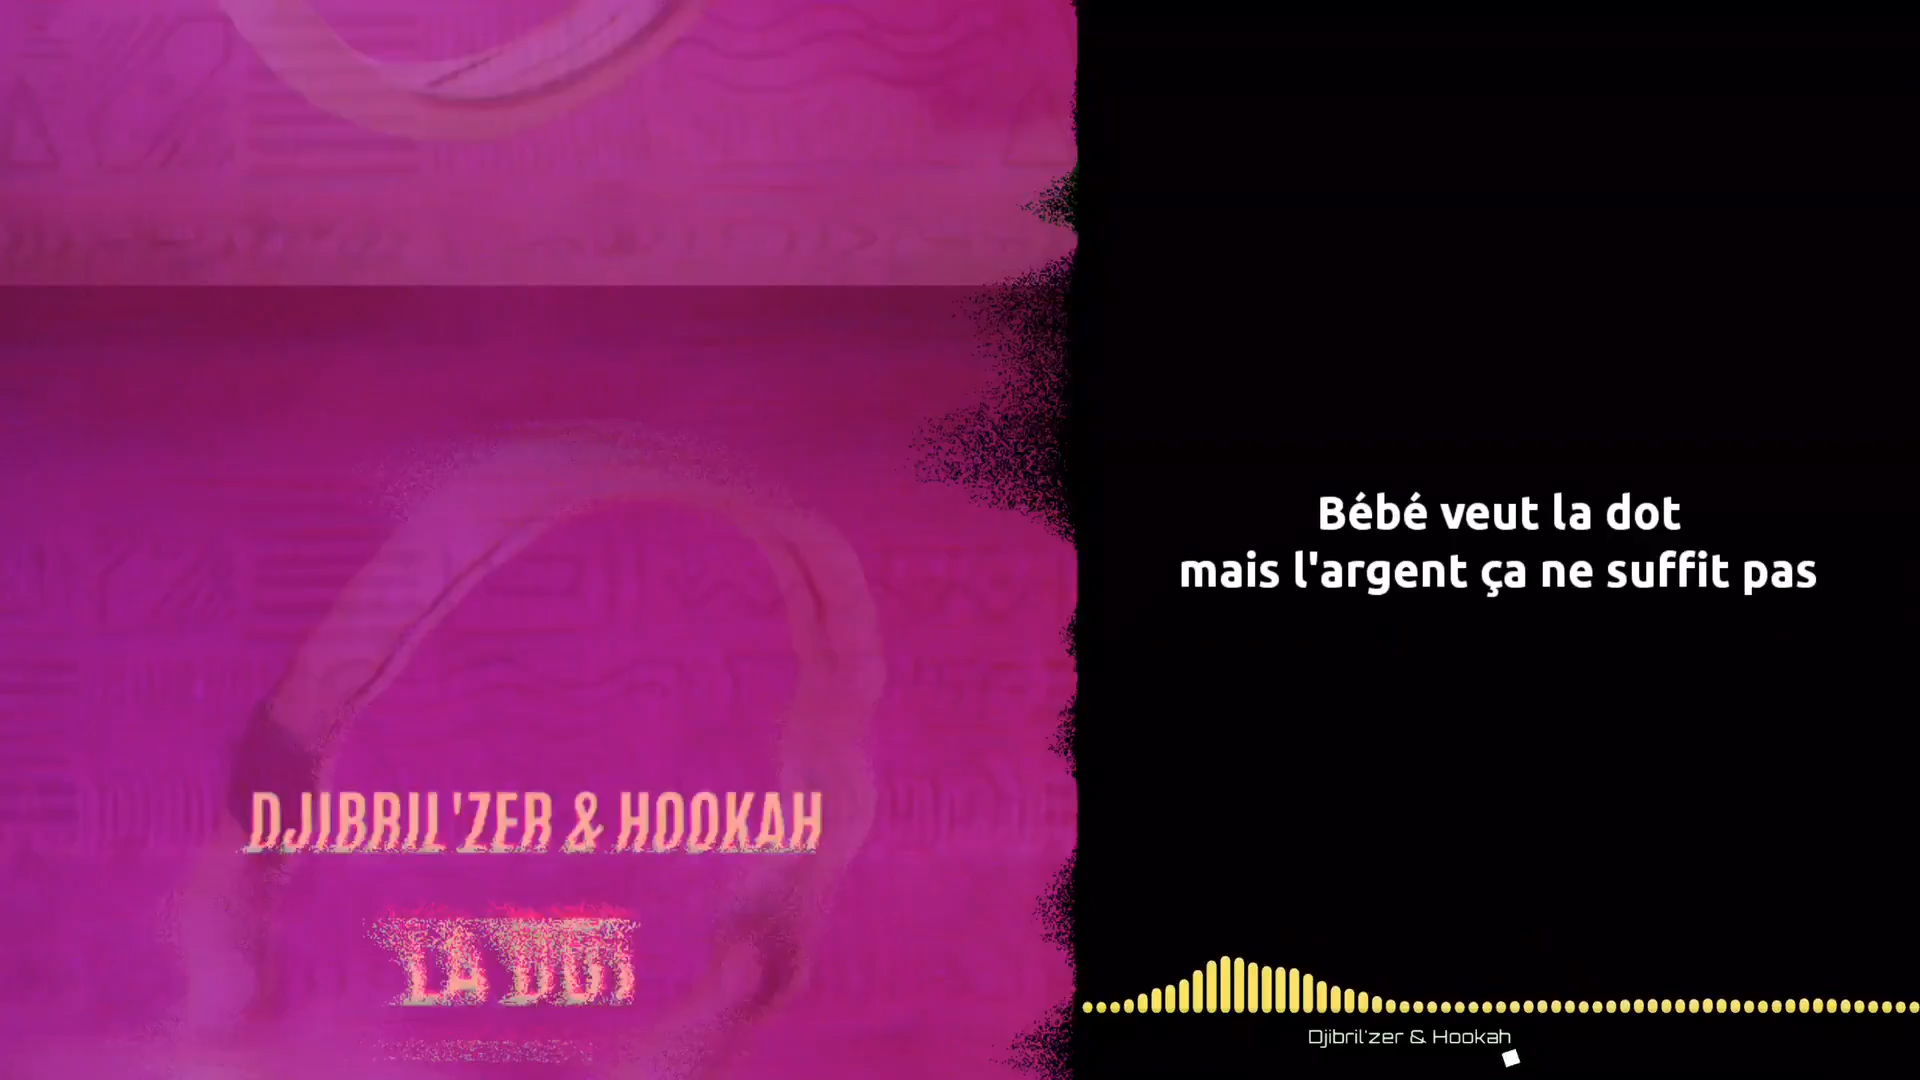 DJIBRIL'ZER & HOOKAH
LA DOT
Bébé veut la dot
mais l'argent ça ne suffit pas
Djibril'zer & Hookah